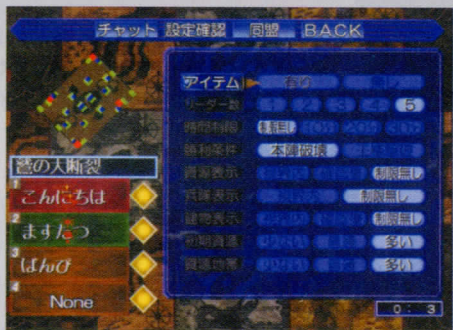 チャット 設定確認 同盟 BACK
アイテム 有り
リーダー数 1 2 3 4 5
時間制限 制限無し
勝利条件 本陣破壊
資源表示 制限無し
兵種表示 制限無し
建物表示 制限無し
初期資源 多い
資源地帯 多い
鷲の大断裂
1 こんにちは
2 ますだつ
3 ばんび
4 None
0: 3